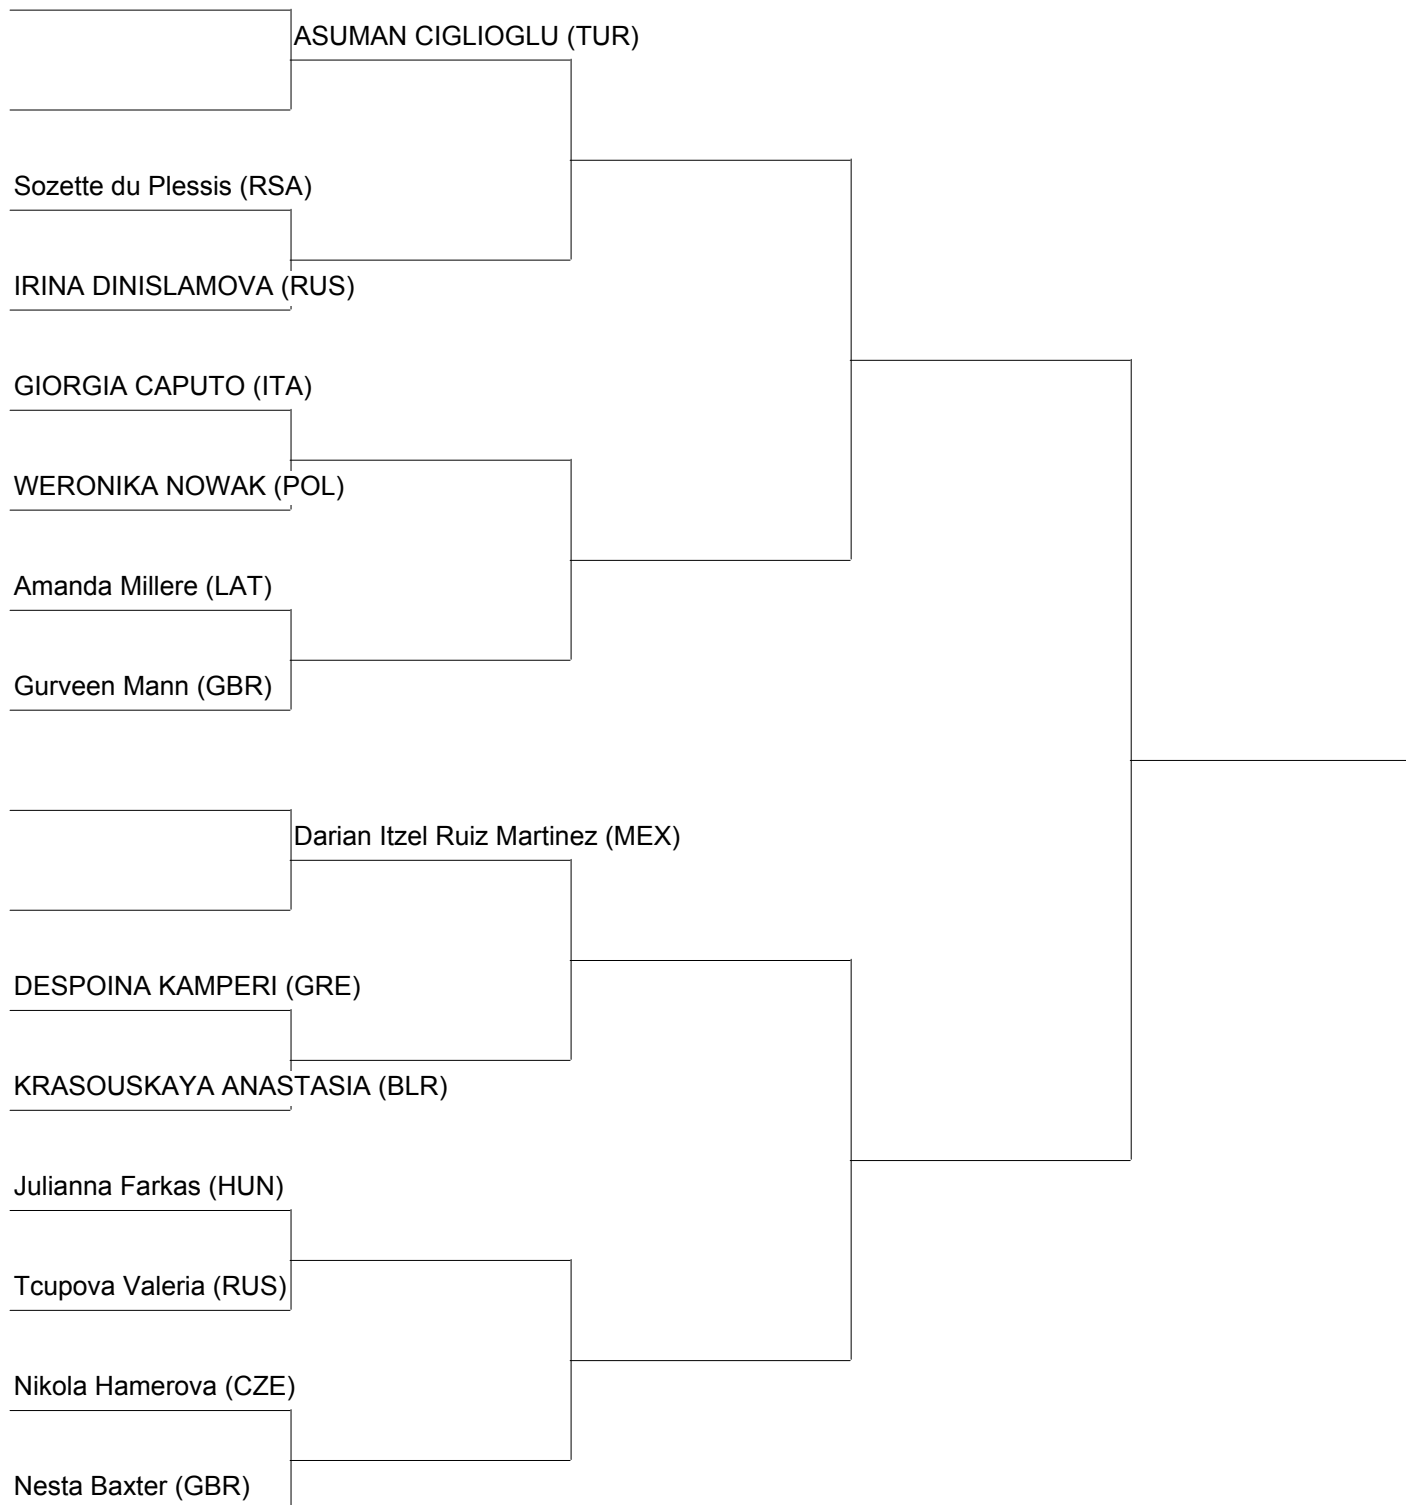 ASUMAN CIGLIOGLU (TUR)
Sozette du Plessis (RSA)
IRINA DINISLAMOVA (RUS)
GIORGIA CAPUTO (ITA)
WERONIKA NOWAK (POL)
Amanda Millere (LAT)
Gurveen Mann (GBR)
Darian Itzel Ruiz Martinez (MEX)
DESPOINA KAMPERI (GRE)
KRASOUSKAYA ANASTASIA (BLR)
Julianna Farkas (HUN)
Tcupova Valeria (RUS)
Nikola Hamerova (CZE)
Nesta Baxter (GBR)